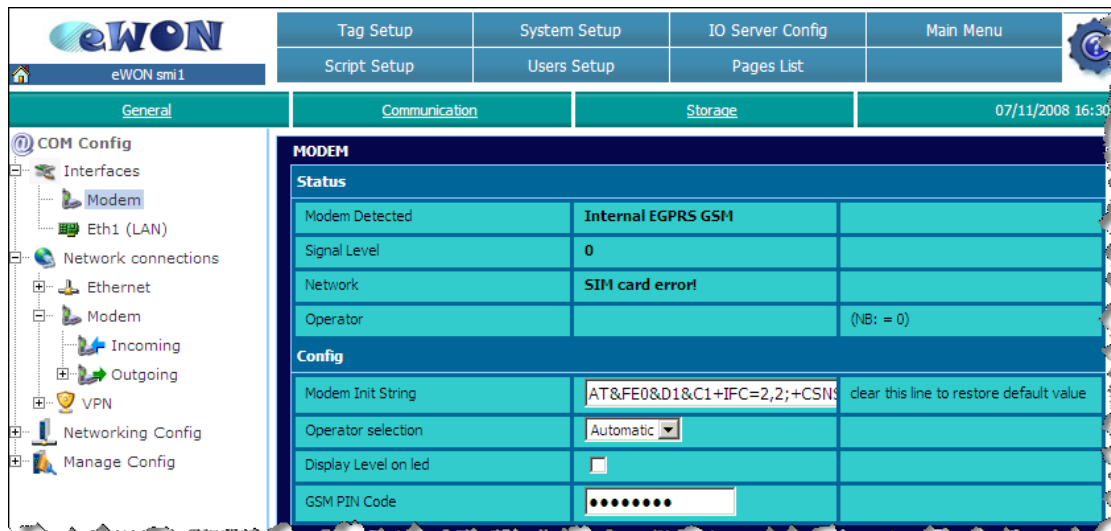 eWON
Tag Setup System Setup IO Server Config Main Menu
eWON smi1
Script Setup Users Setup Pages List
General Communication Storage 07/11/2008 16:30
COM Config
Interfaces
Modem
Eth1 (LAN)
Network connections
Ethernet
Modem
Incoming
Outgoing
VPN
Networking Config
Manage Config
MODEM
Status
Modem Detected Internal EGPRS GSM
Signal Level 0
Network SIM card error!
Operator (NB: = 0)
Config
Modem Init String AT&FE0&D1&C1+IFC=2,2;+CSNS clear this line to restore default value
Operator selection Automatic
Display Level on led
GSM PIN Code ●●●●●●●●